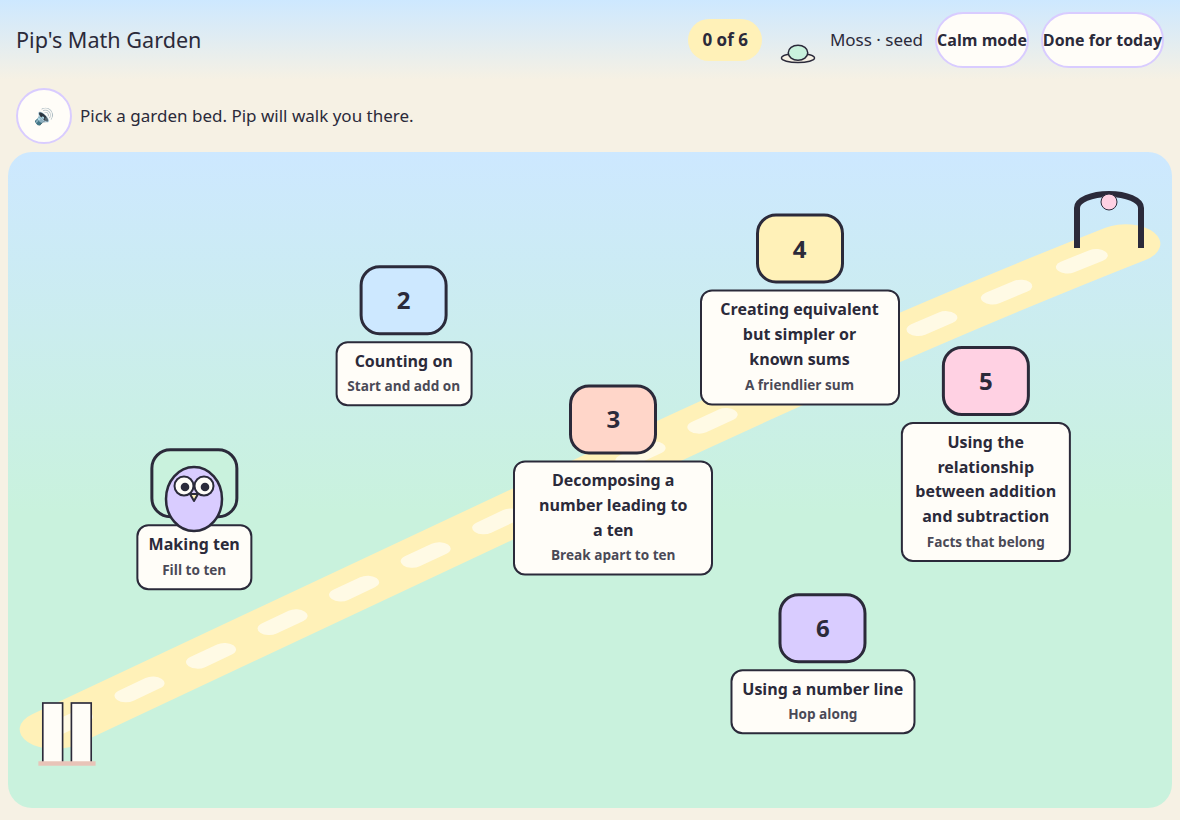 Pip's Math Garden
0 of 6
Moss · seed
Calm mode
Done for today
Pick a garden bed. Pip will walk you there.
4
Creating equivalent
but simpler or
known sums
A friendlier sum
2
Counting on
Start and add on
5
Using the
relationship
between addition
and subtraction
Facts that belong
3
Decomposing a
number leading to
a ten
Break apart to ten
Making ten
Fill to ten
6
Using a number line
Hop along